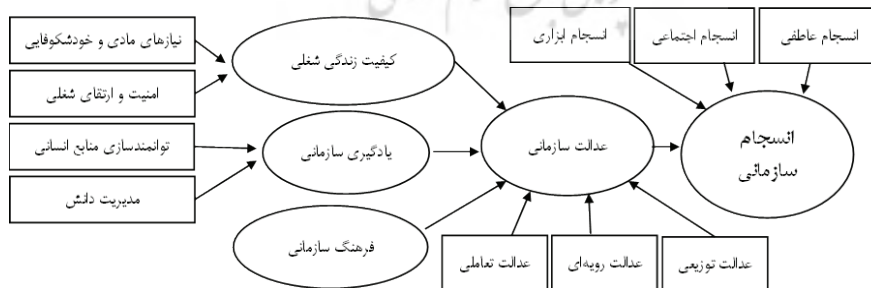 نیازهای مادی و خودشکوفایی
امنیت و ارتقای شغلی
توانمندسازی منابع انسانی
مدیریت دانش
کیفیت زندگی شغلی
یادگیری سازمانی
فرهنگ سازمانی
عدالت سازمانی
عدالت تعاملی
عدالت رویه‌ای
عدالت توزیعی
انسجام ابزاری
انسجام اجتماعی
انسجام عاطفی
انسجام
سازمانی